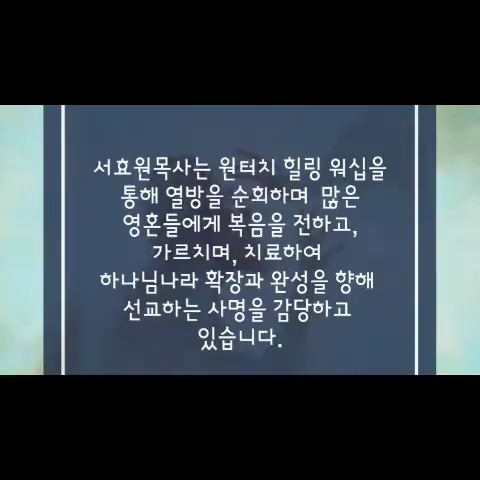 서효원목사는 원터치 힐링 워십을
통해 열방을 순회하며 많은
영혼들에게 복음을 전하고,
가르치며, 치료하여
하나님나라 확장과 완성을 향해
선교하는 사명을 감당하고
있습니다.